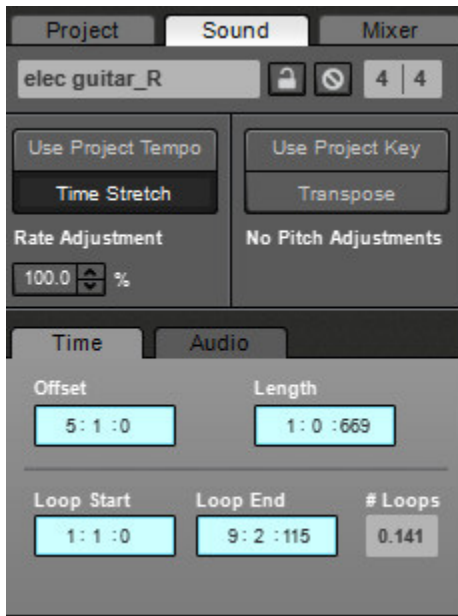 Project Sound Mixer
elec guitar_R 4 | 4
Use Project Tempo Use Project Key
Time Stretch Transpose
Rate Adjustment No Pitch Adjustments
100.0 %
Time Audio
Offset Length
5: 1 :0 1: 0 :669
Loop Start Loop End # Loops
1: 1 :0 9: 2 :115 0.141